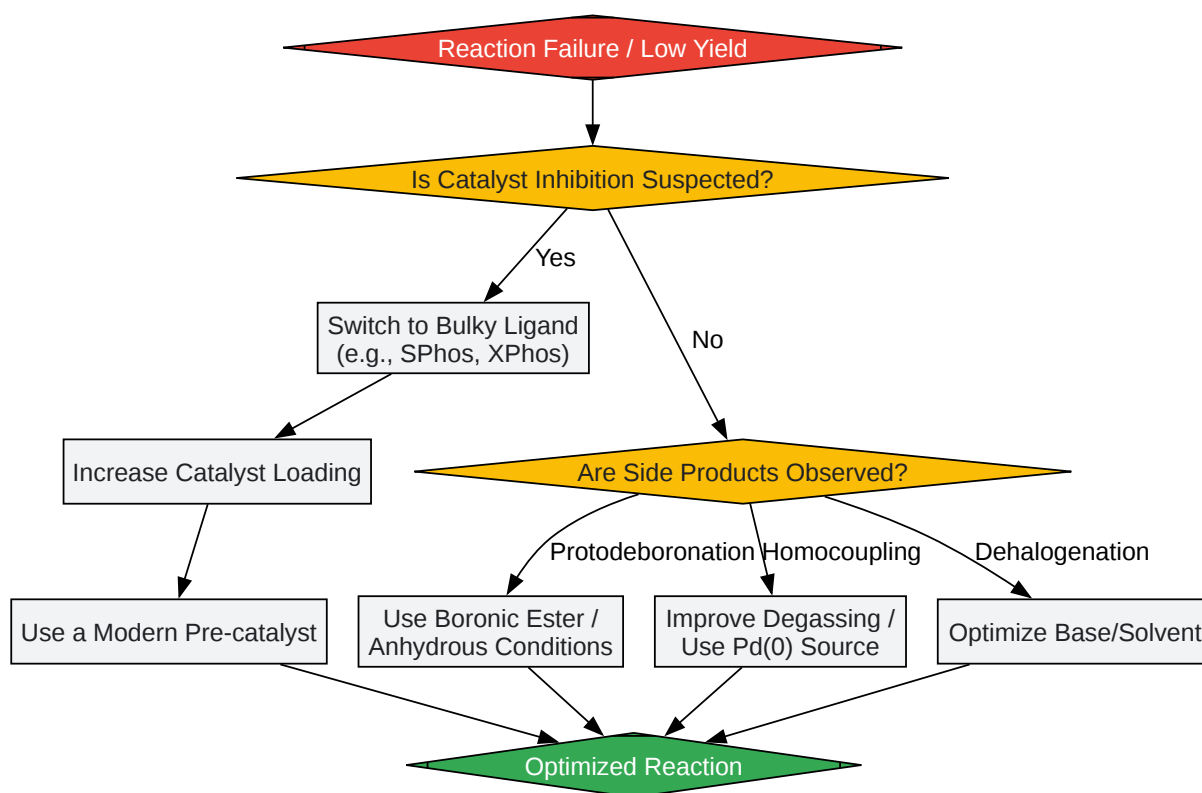 Reaction Failure / Low Yield
Is Catalyst Inhibition Suspected?
Yes
Switch to Bulky Ligand
(e.g., SPhos, XPhos)
No
Increase Catalyst Loading
Are Side Products Observed?
Protodeboronation
Homocoupling
Dehalogenation
Use a Modern Pre-catalyst
Use Boronic Ester /
Anhydrous Conditions
Improve Degassing /
Use Pd(0) Source
Optimize Base/Solvent
Optimized Reaction